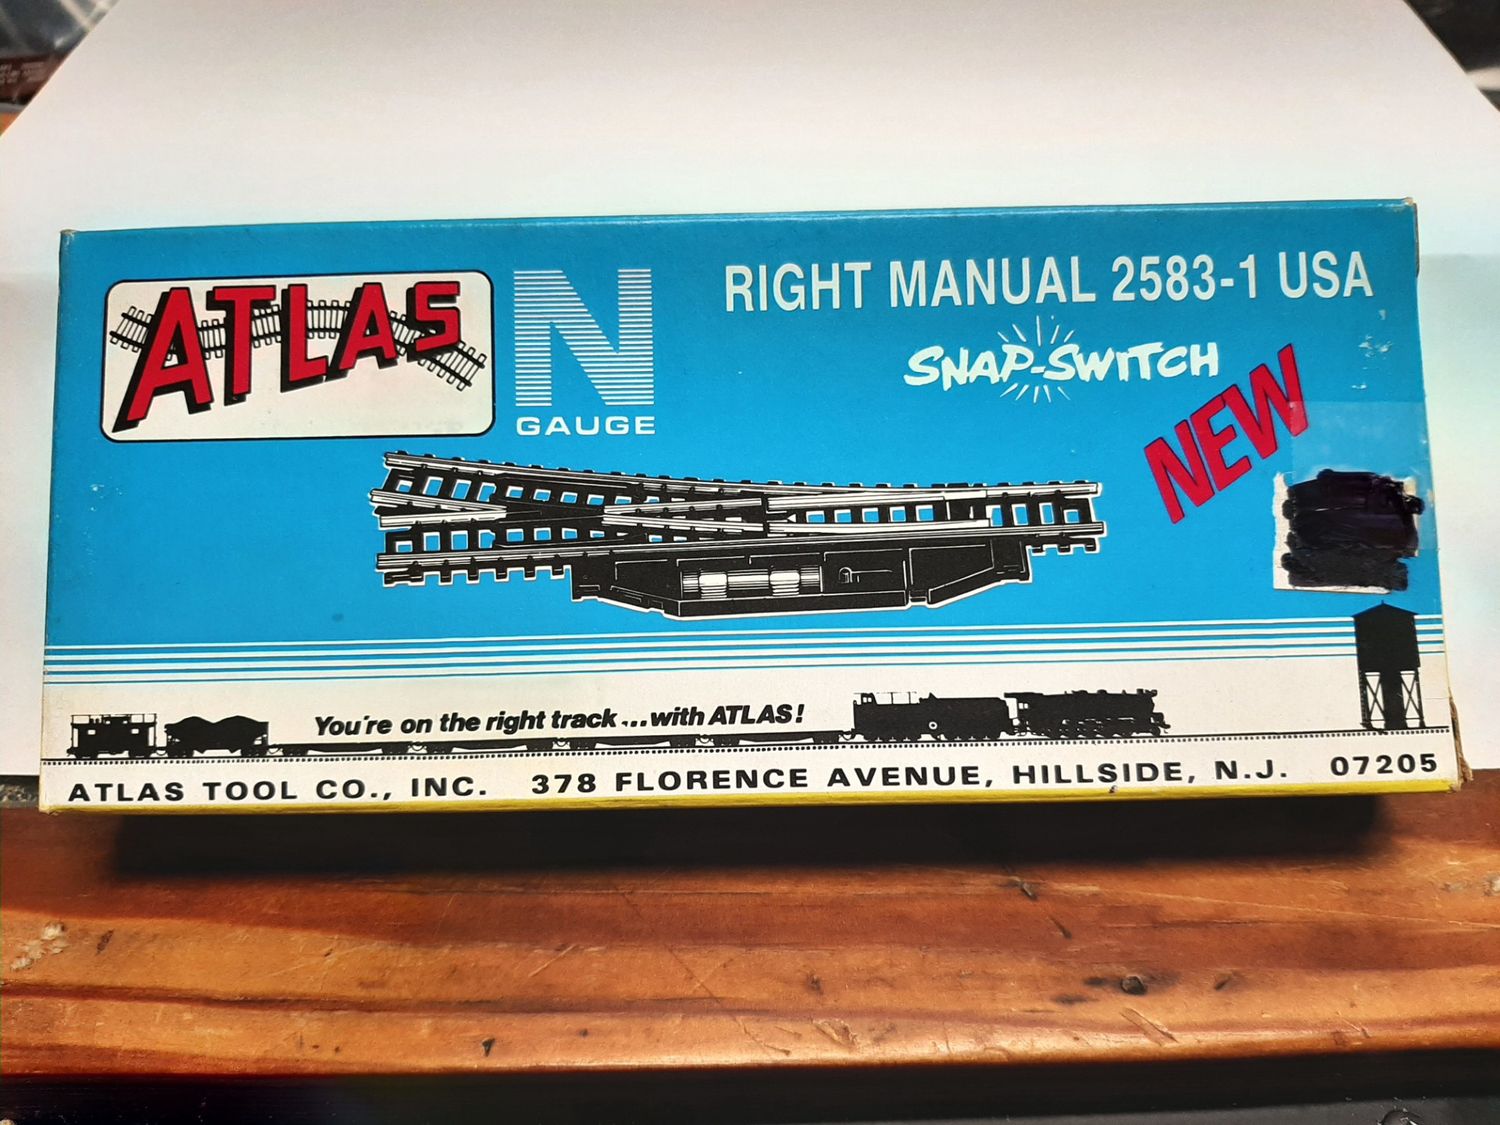 ATLAS
N
GAUGE
RIGHT MANUAL 2583-1 USA
SNAP-SWITCH
NEW
You're on the right track...with ATLAS!
ATLAS TOOL CO., INC. 378 FLORENCE AVENUE, HILLSIDE, N.J. 07205